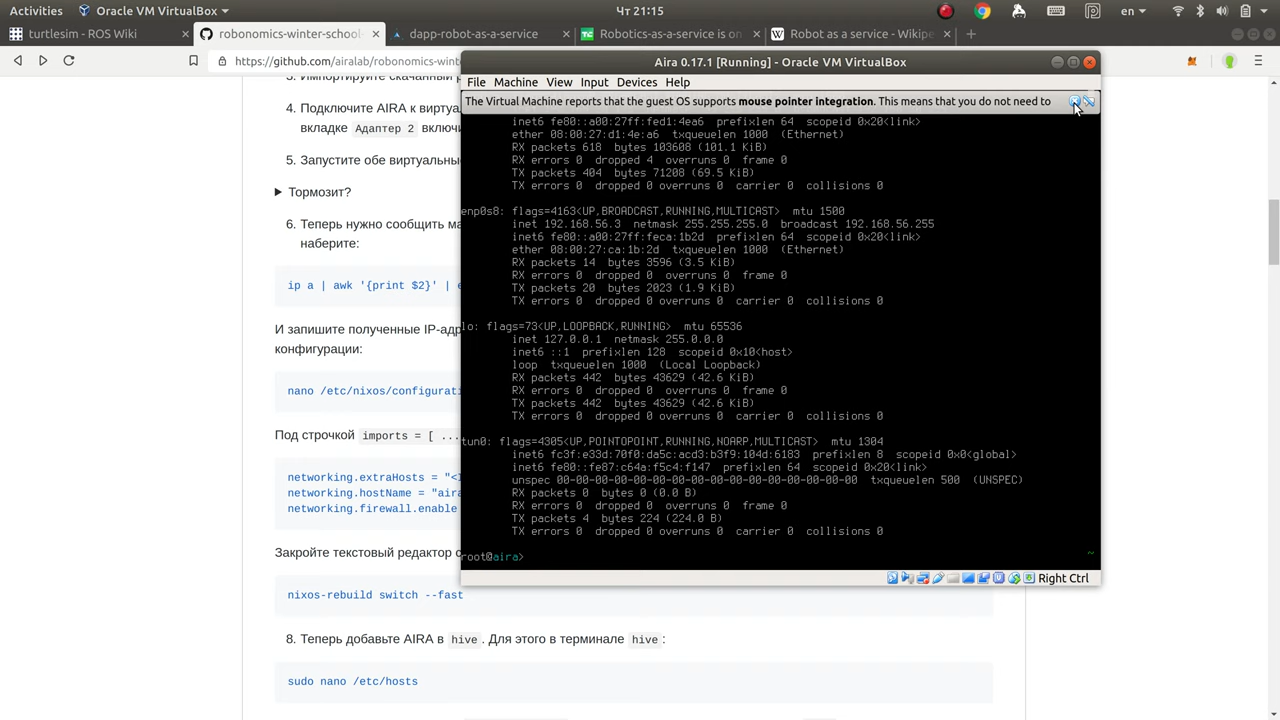 Activities Oracle VM VirtualBox Чт 21:15 en
turtlesim - ROS Wiki robonomics-winter-school- dapp-robot-as-a-service Robotics-as-a-service is on Robot as a service - Wikipe
https://github.com/airalab/robonomics-wint
Aira 0.17.1 [Running] - Oracle VM VirtualBox
File Machine View Input Devices Help
The Virtual Machine reports that the guest OS supports mouse pointer integration. This means that you do not need to
inet6 fe80::a00:27ff:fed1:4ea6 prefixlen 64 scopeid 0x20<link>
ether 08:00:27:d1:4e:a6 txqueuelen 1000 (Ethernet)
RX packets 618 bytes 103608 (101.1 KiB)
RX errors 0 dropped 4 overruns 0 frame 0
TX packets 404 bytes 71208 (69.5 KiB)
TX errors 0 dropped 0 overruns 0 carrier 0 collisions 0
enp0s8: flags=4163<UP,BROADCAST,RUNNING,MULTICAST> mtu 1500
inet 192.168.56.3 netmask 255.255.255.0 broadcast 192.168.56.255
inet6 fe80::a00:27ff:feca:1b2d prefixlen 64 scopeid 0x20<link>
ether 08:00:27:ca:1b:2d txqueuelen 1000 (Ethernet)
RX packets 14 bytes 3596 (3.5 KiB)
RX errors 0 dropped 0 overruns 0 frame 0
TX packets 20 bytes 2023 (1.9 KiB)
TX errors 0 dropped 0 overruns 0 carrier 0 collisions 0
lo: flags=73<UP,LOOPBACK,RUNNING> mtu 65536
inet 127.0.0.1 netmask 255.0.0.0
inet6 ::1 prefixlen 128 scopeid 0x10<host>
loop txqueuelen 1000 (Local Loopback)
RX packets 442 bytes 43629 (42.6 KiB)
RX errors 0 dropped 0 overruns 0 frame 0
TX packets 442 bytes 43629 (42.6 KiB)
TX errors 0 dropped 0 overruns 0 carrier 0 collisions 0
tun0: flags=4305<UP,POINTOPOINT,RUNNING,NOARP,MULTICAST> mtu 1304
inet6 fc3f:e33d:70f0:da5c:acd3:b3f9:104d:6183 prefixlen 8 scopeid 0x0<global>
inet6 fe80::fe87:c64a:f5c4:f147 prefixlen 64 scopeid 0x20<link>
unspec 00-00-00-00-00-00-00-00-00-00-00-00-00-00-00-00 txqueuelen 500 (UNSPEC)
RX packets 0 bytes 0 (0.0 B)
RX errors 0 dropped 0 overruns 0 frame 0
TX packets 4 bytes 224 (224.0 B)
TX errors 0 dropped 0 overruns 0 carrier 0 collisions 0
root@aira> ~
Right Ctrl
4. Подключите AIRA к виртуал
вкладке Адаптер 2 включи
5. Запустите обе виртуальны
Тормозит?
6. Теперь нужно сообщить ма
наберите:
ip a | awk '{print $2}' | e
И запишите полученные IP-адр
конфигурации:
nano /etc/nixos/configurati
Под строчкой imports = [ ...
networking.extraHosts = "<I
networking.hostName = "aira
networking.firewall.enable
Закройте текстовый редактор с
nixos-rebuild switch --fast
8. Теперь добавьте AIRA в hive. Для этого в терминале hive:
sudo nano /etc/hosts